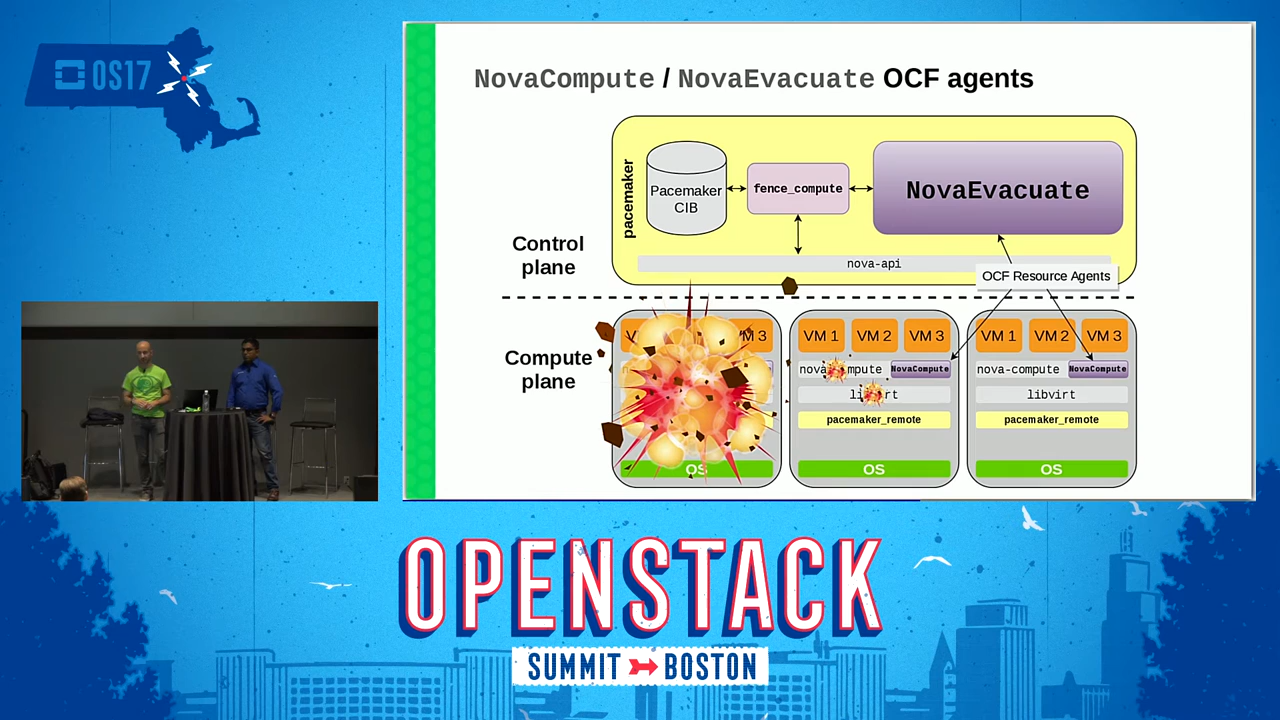 OS17
NovaCompute / NovaEvacuate OCF agents
pacemaker
Pacemaker
CIB
fence_compute
NovaEvacuate
Control
plane
nova-api
OCF Resource Agents
Compute
plane
VM 3
OS
VM 1
VM 2
VM 3
NovaCompute
pacemaker_remote
OS
VM 1
VM 2
VM 3
nova-compute
NovaCompute
libvirt
pacemaker_remote
OS
OPENSTACK
SUMMIT BOSTON